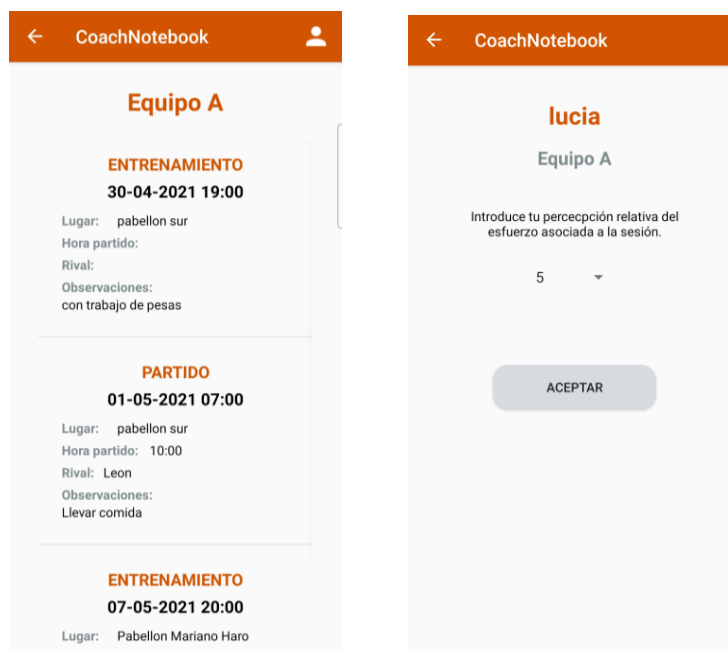 CoachNotebook
Equipo A
ENTRENAMIENTO
30-04-2021 19:00
Lugar: pabellon sur
Hora partido:
Rival:
Observaciones:
con trabajo de pesas
PARTIDO
01-05-2021 07:00
Lugar: pabellon sur
Hora partido: 10:00
Rival: Leon
Observaciones:
Llevar comida
ENTRENAMIENTO
07-05-2021 20:00
Lugar: Pabellon Mariano Haro
CoachNotebook
lucia
Equipo A
Introduce tu percecpción relativa del
esfuerzo asociada a la sesión.
5
ACEPTAR